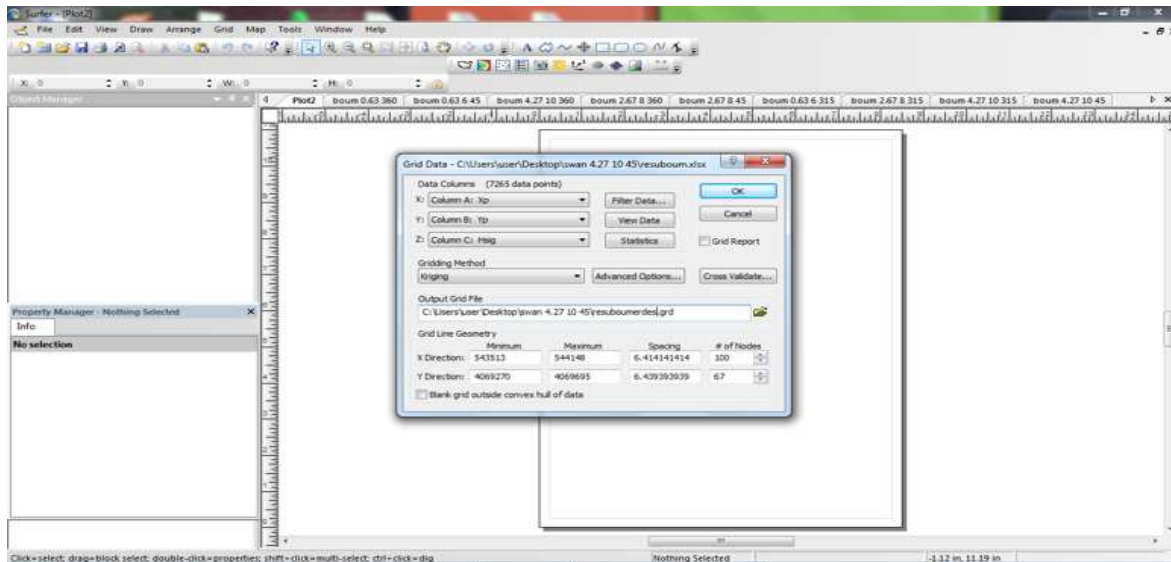 Surfer - [Plot2]
File Edit View Draw Arrange Grid Map Tools Window Help
X: 0 Y: 0 W: 0 H: 0
Object Manager
Plot2 boum 0.63 360 boum 0.63 6 45 boum 4.27 10 360 boum 2.67 8 360 boum 2.67 8 45 boum 0.63 6 315 boum 2.67 8 315 boum 4.27 10 315 boum 4.27 10 45
Grid Data - C:\Users\user\Desktop\swan 4.27 10 45\resuboum.xlsx
Data Columns (7265 data points)
X: Column A: Xp Filter Data... OK
Y: Column B: Yp View Data Cancel
Z: Column C: Hsig Statistics Grid Report
Gridding Method
Kriging Advanced Options... Cross Validate...
Output Grid File
C:\Users\user\Desktop\swan 4.27 10 45\resuboumerdes.grd
Grid Line Geometry
Minimum Maximum Spacing # of Nodes
X Direction: 543513 544148 6.414141414 100
Y Direction: 4069270 4069695 6.439393939 67
Blank grid outside convex hull of data
Property Manager - Nothing Selected
Info
No selection
Click=select; drag=block select; double-click=properties; shift+click=multi-select; ctrl+click=dig Nothing Selected -1.12 in, 11.19 in